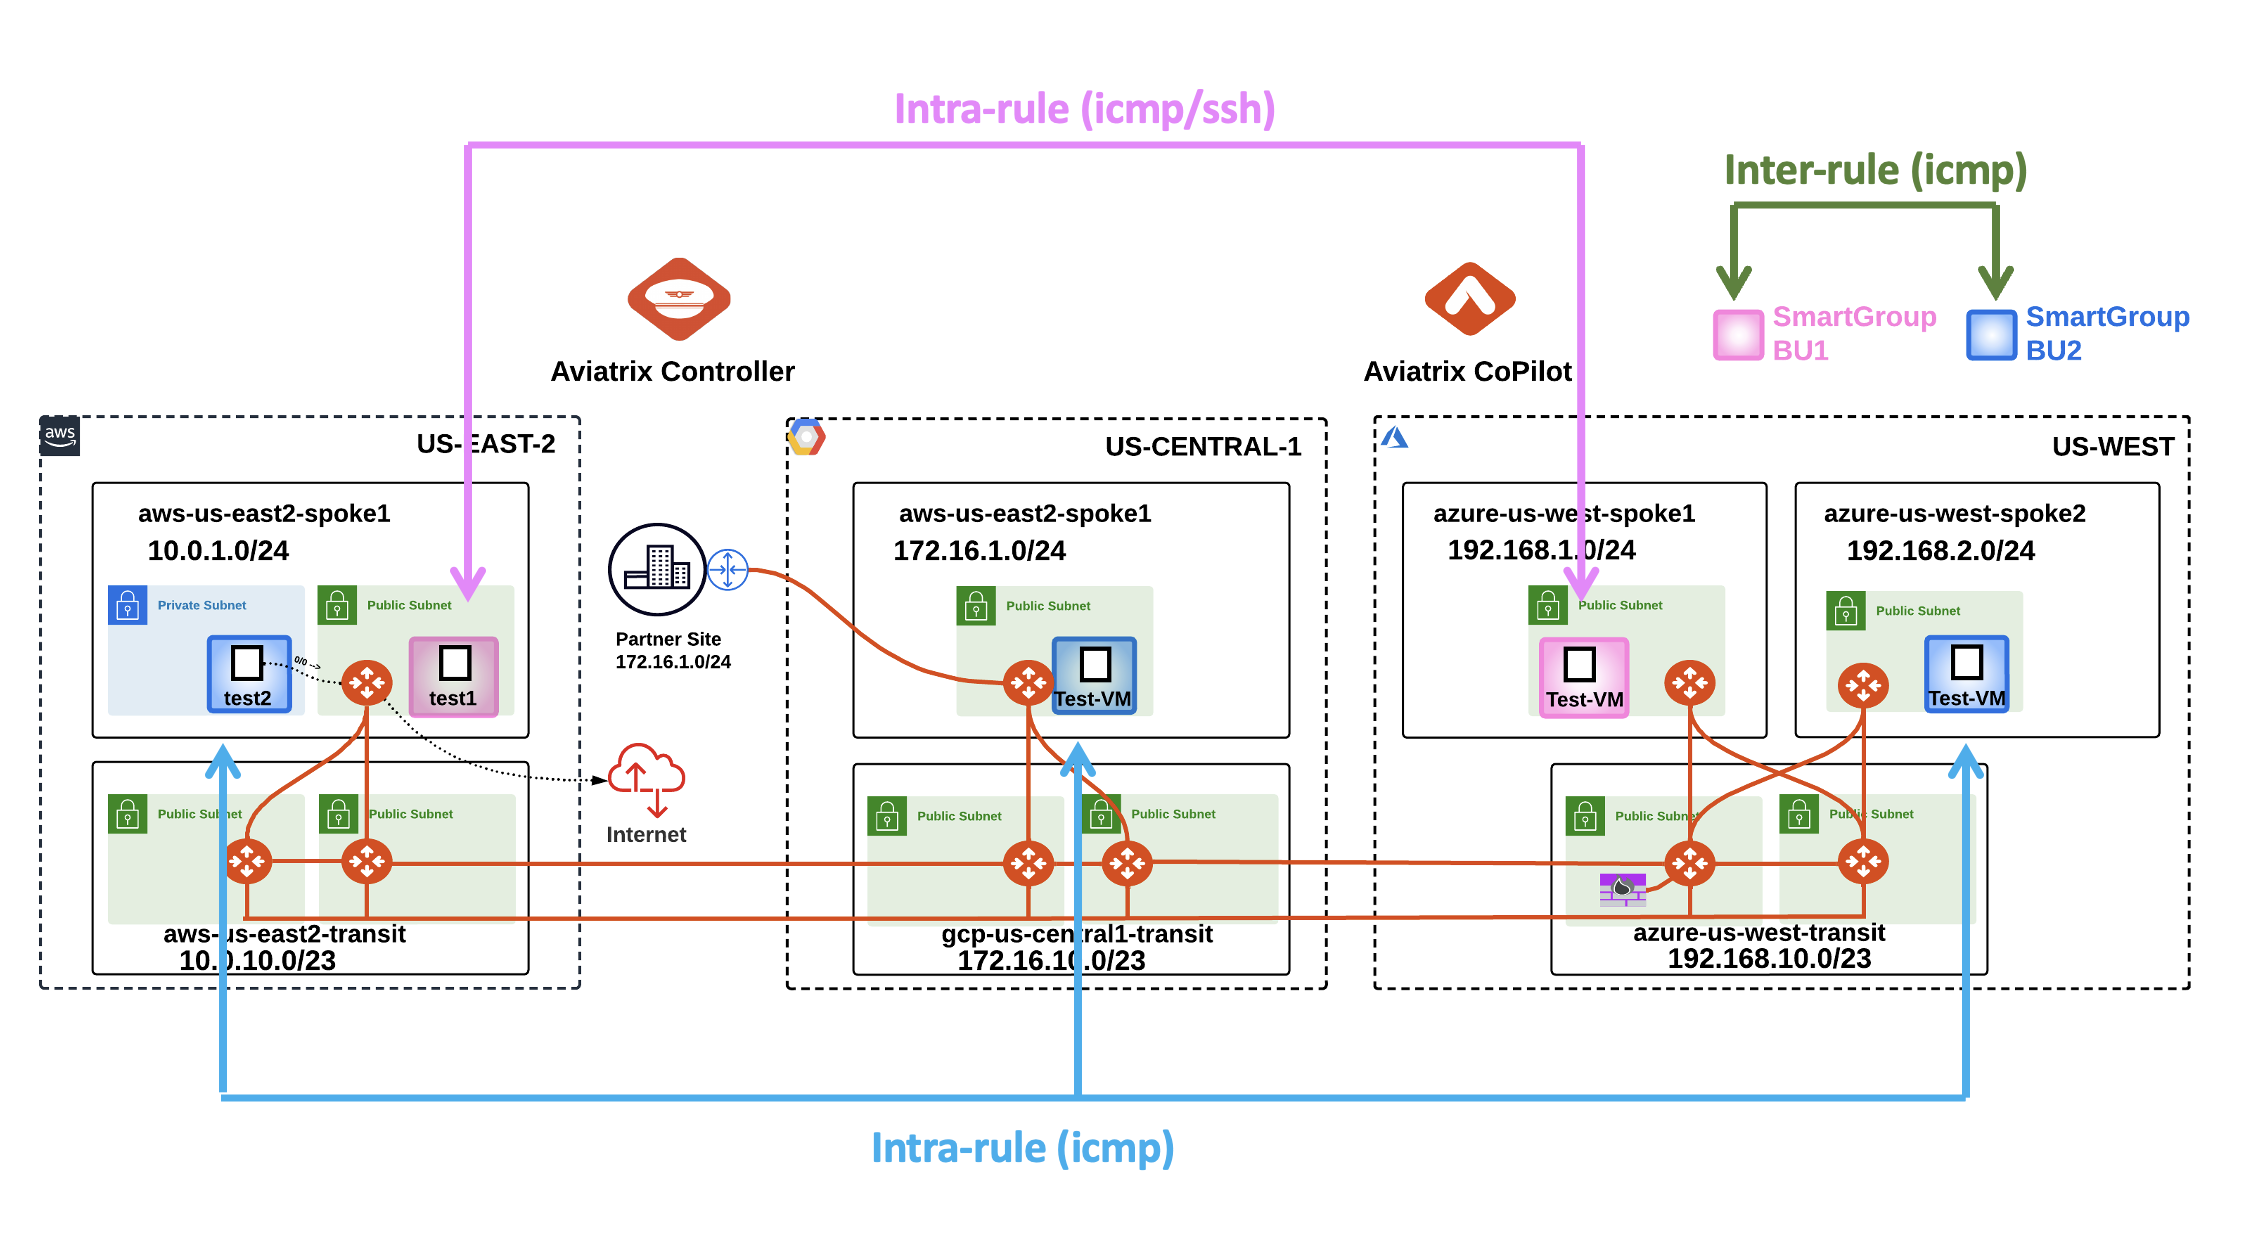 Intra-rule (icmp/ssh)
Inter-rule (icmp)
SmartGroup
BU1
SmartGroup
BU2
Aviatrix Controller
Aviatrix CoPilot
aws
US-EAST-2
US-CENTRAL-1
US-WEST
aws-us-east2-spoke1
10.0.1.0/24
Private Subnet
Public Subnet
test2
0/0 -->
test1
Partner Site
172.16.1.0/24
aws-us-east2-spoke1
172.16.1.0/24
Public Subnet
Test-VM
azure-us-west-spoke1
192.168.1.0/24
Public Subnet
Test-VM
azure-us-west-spoke2
192.168.2.0/24
Public Subnet
Test-VM
Internet
Public Subnet
Public Subnet
aws-us-east2-transit
10.0.10.0/23
Public Subnet
Public Subnet
gcp-us-central1-transit
172.16.10.0/23
Public Subnet
Public Subnet
azure-us-west-transit
192.168.10.0/23
Intra-rule (icmp)